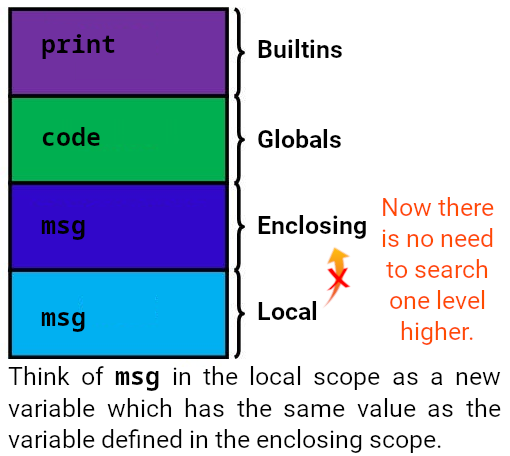 print Builtins
code Globals
msg Enclosing
msg Local
Now there
is no need
to search
one level
higher.
Think of msg in the local scope as a new
variable which has the same value as the
variable defined in the enclosing scope.